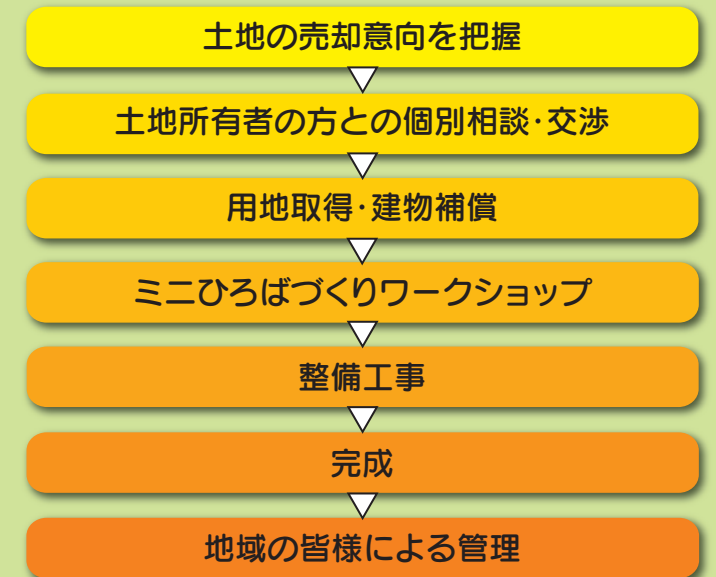 土地の売却意向を把握
土地所有者の方との個別相談・交渉
用地取得・建物補償
ミニひろばづくりワークショップ
整備工事
完成
地域の皆様による管理